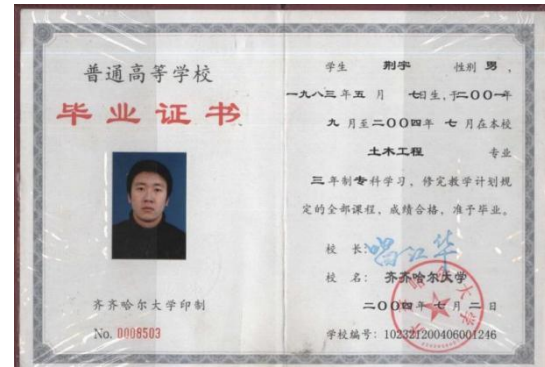 普通高等学校
毕业证书
齐齐哈尔大学印制
No. 0008503
学生 荆宇 性别 男，
一九八三年五月 七日生，于二〇〇一年
九月至二〇〇四年七月在本校
土木工程 专业
三年制专科学习，修完教学计划规
定的全部课程，成绩合格，准予毕业。
校长：
校名：齐齐哈尔大学
二〇〇四年七月二日
学校编号：102321200406001246